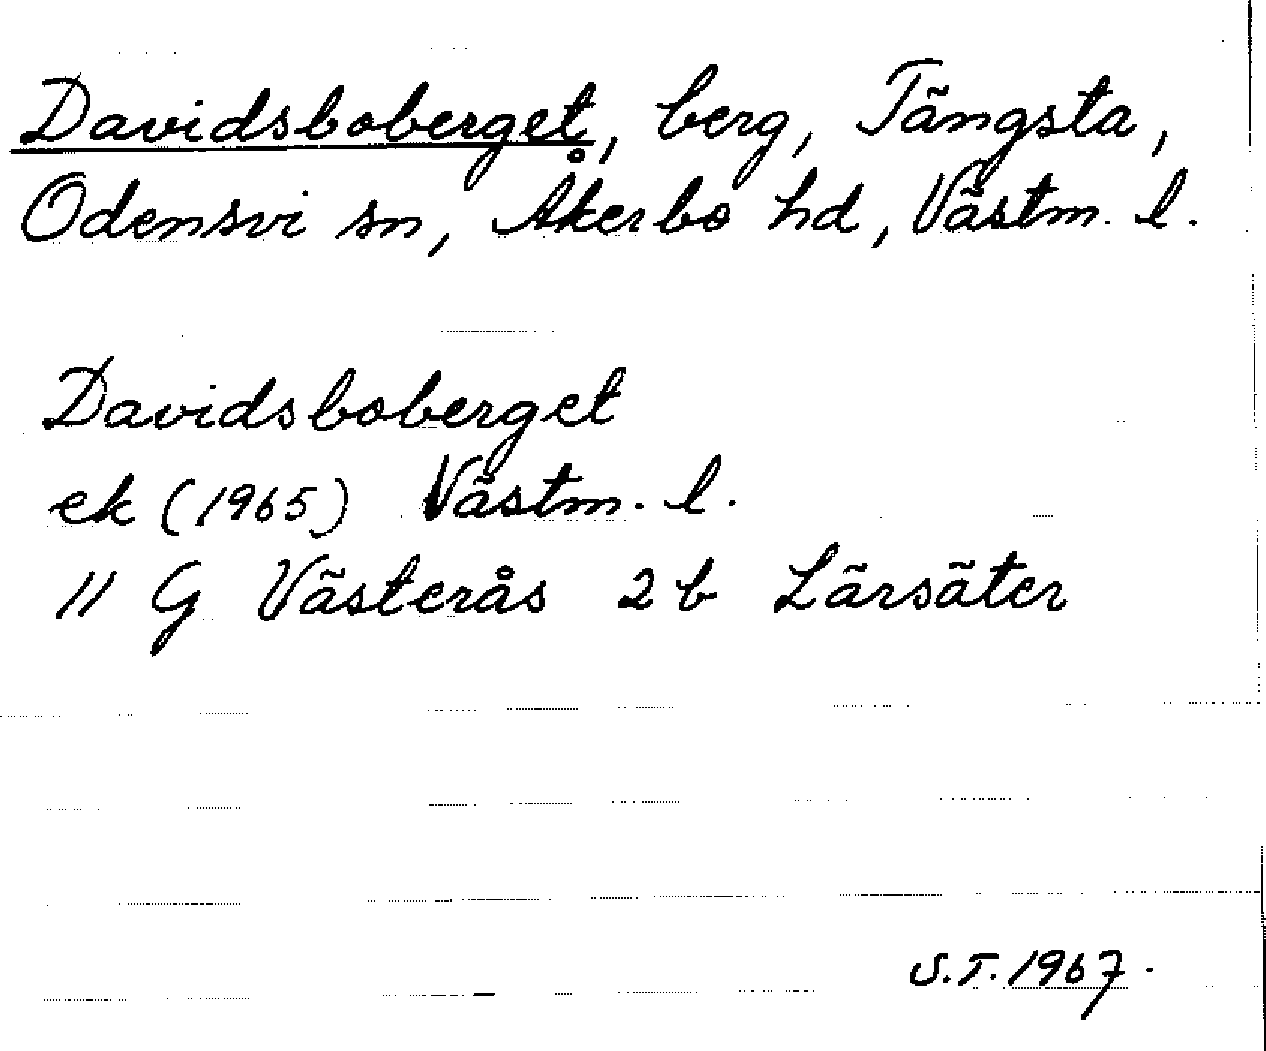 Davidsboberget, berg, Tängsta,
Odensvi sn, Åkerbo hd, Västm. l.
Davidsboberget
ek (1965) Västm. l.
11 G Västerås 2 b Lärsäter
S.T. 1967.